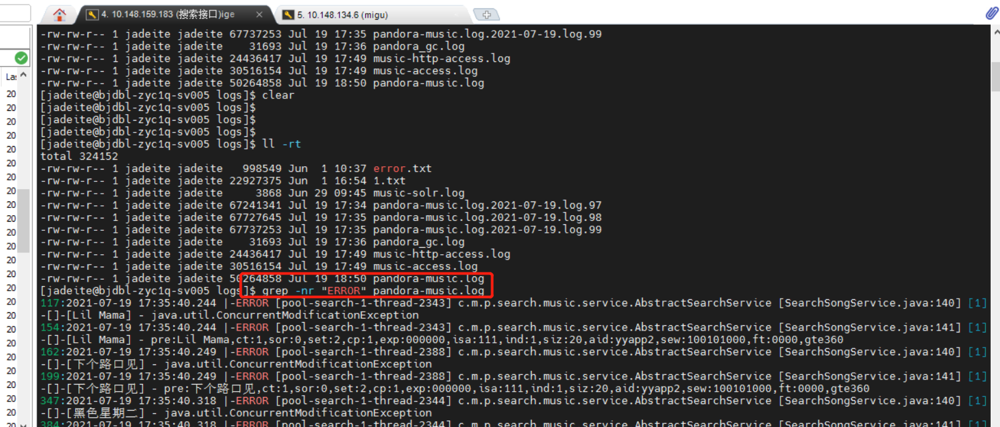 4. 10.148.159.183 (搜索接口)ige
5. 10.148.134.6 (migu)
-rw-rw-r-- 1 jadeite jadeite 67737253 Jul 19 17:35 pandora-music.log.2021-07-19.log.99
-rw-rw-r-- 1 jadeite jadeite    31693 Jul 19 17:36 pandora_gc.log
-rw-rw-r-- 1 jadeite jadeite 24436417 Jul 19 17:49 music-http-access.log
-rw-rw-r-- 1 jadeite jadeite 30516154 Jul 19 17:49 music-access.log
-rw-rw-r-- 1 jadeite jadeite 50264858 Jul 19 18:50 pandora-music.log
[jadeite@bjdbl-zyc1q-sv005 logs]$ clear
[jadeite@bjdbl-zyc1q-sv005 logs]$
[jadeite@bjdbl-zyc1q-sv005 logs]$
[jadeite@bjdbl-zyc1q-sv005 logs]$
[jadeite@bjdbl-zyc1q-sv005 logs]$ ll -rt
total 324152
-rw-rw-r-- 1 jadeite jadeite   998549 Jun  1 10:37 error.txt
-rw-rw-r-- 1 jadeite jadeite 22927375 Jun  1 16:54 1.txt
-rw-rw-r-- 1 jadeite jadeite     3868 Jun 29 09:45 music-solr.log
-rw-rw-r-- 1 jadeite jadeite 67241341 Jul 19 17:34 pandora-music.log.2021-07-19.log.97
-rw-rw-r-- 1 jadeite jadeite 67727645 Jul 19 17:35 pandora-music.log.2021-07-19.log.98
-rw-rw-r-- 1 jadeite jadeite 67737253 Jul 19 17:35 pandora-music.log.2021-07-19.log.99
-rw-rw-r-- 1 jadeite jadeite    31693 Jul 19 17:36 pandora_gc.log
-rw-rw-r-- 1 jadeite jadeite 24436417 Jul 19 17:49 music-http-access.log
-rw-rw-r-- 1 jadeite jadeite 30516154 Jul 19 17:49 music-access.log
-rw-rw-r-- 1 jadeite jadeite 50264858 Jul 19 18:50 pandora-music.log
[jadeite@bjdbl-zyc1q-sv005 logs]$ grep -nr "ERROR" pandora-music.log
117:2021-07-19 17:35:40.244 |-ERROR [pool-search-1-thread-2343] c.m.p.search.music.service.AbstractSearchService [SearchSongService.java:140] [1]
-[]-[Lil Mama] - java.util.ConcurrentModificationException
154:2021-07-19 17:35:40.244 |-ERROR [pool-search-1-thread-2343] c.m.p.search.music.service.AbstractSearchService [SearchSongService.java:141] [1]
-[]-[Lil Mama] - pre:Lil Mama,ct:1,sor:0,set:2,cp:1,exp:000000,isa:111,ind:1,siz:20,aid:yyapp2,sew:100101000,ft:0000,gte360
162:2021-07-19 17:35:40.249 |-ERROR [pool-search-1-thread-2388] c.m.p.search.music.service.AbstractSearchService [SearchSongService.java:140] [1]
-[]-[下个路口见] - java.util.ConcurrentModificationException
199:2021-07-19 17:35:40.249 |-ERROR [pool-search-1-thread-2388] c.m.p.search.music.service.AbstractSearchService [SearchSongService.java:141] [1]
-[]-[下个路口见] - pre:下个路口见,ct:1,sor:0,set:2,cp:1,exp:000000,isa:111,ind:1,siz:20,aid:yyapp2,sew:100101000,ft:0000,gte360
347:2021-07-19 17:35:40.318 |-ERROR [pool-search-1-thread-2344] c.m.p.search.music.service.AbstractSearchService [SearchSongService.java:140] [1]
-[]-[黑色星期二] - java.util.ConcurrentModificationException
384:2021-07-19 17:35:40.318 |-ERROR [pool-search-1-thread-2344] c.m.p.search.music.service.AbstractSearchService [SearchSongService.java:141] [1]